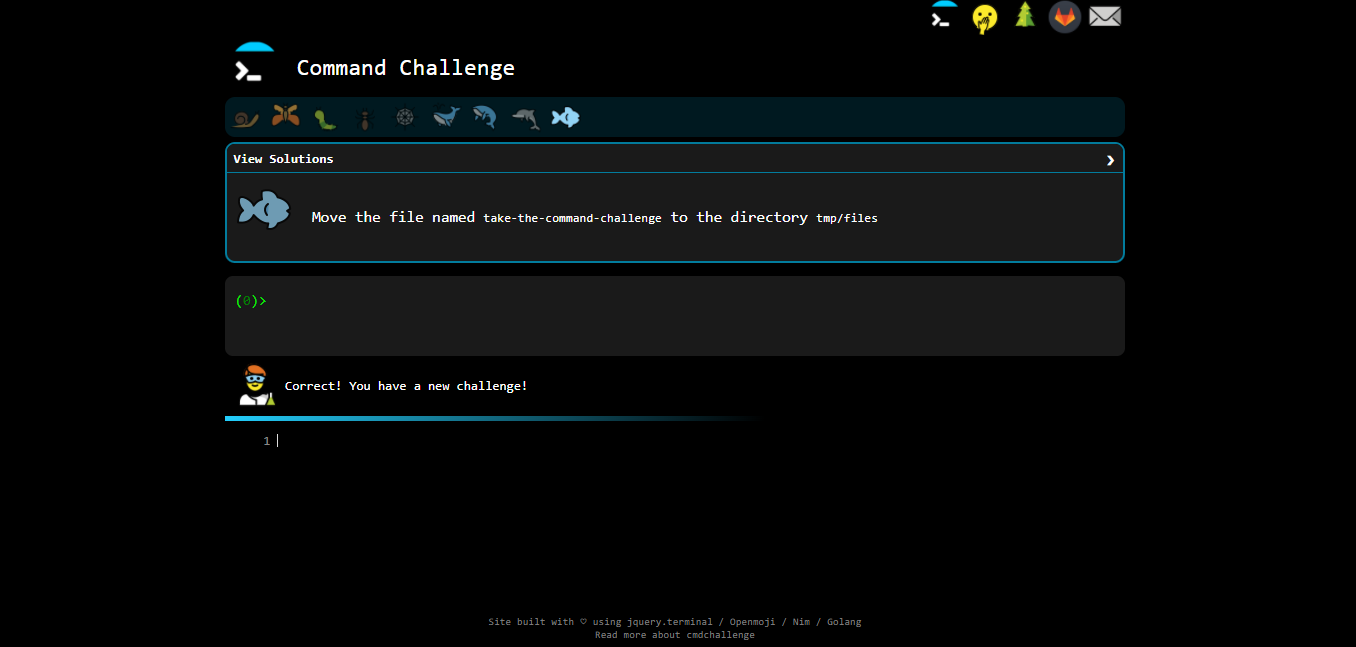 Command Challenge
View Solutions ❯
Move the file named take-the-command-challenge to the directory tmp/files
(0)>
Correct! You have a new challenge!
1
Site built with ♡ using jquery.terminal / Openmoji / Nim / Golang
Read more about cmdchallenge